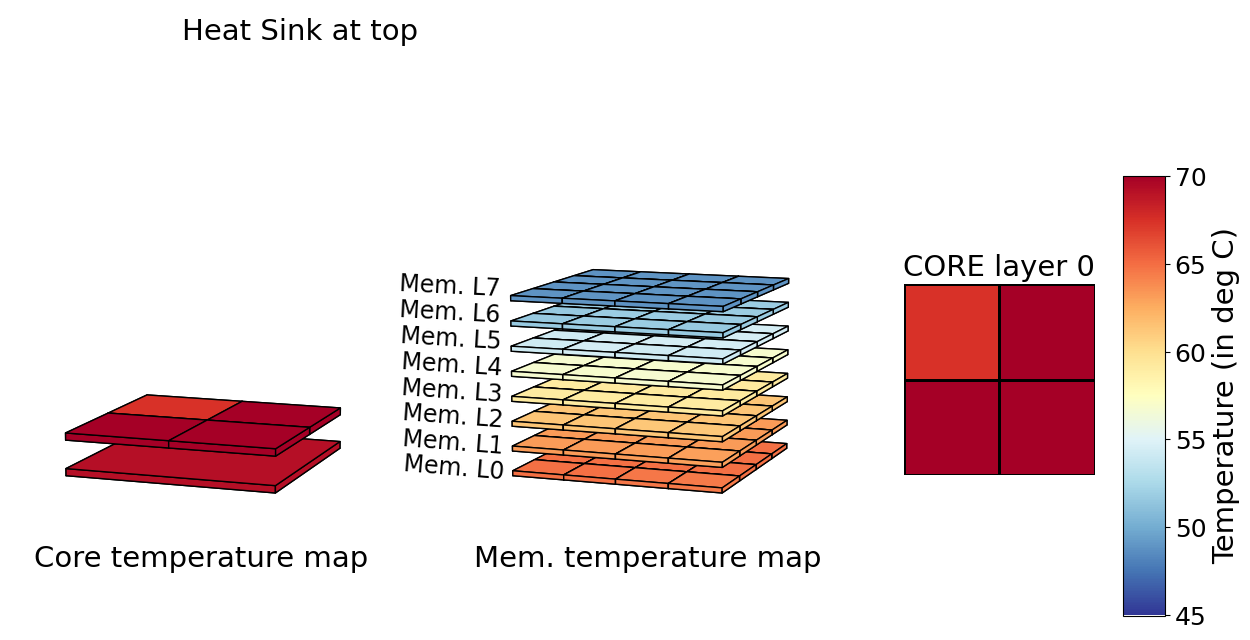 Heat Sink at top
Mem. L7
Mem. L6
Mem. L5
Mem. L4
Mem. L3
Mem. L2
Mem. L1
Mem. L0
Core temperature map
Mem. temperature map
CORE layer 0
70
65
60
55
50
45
Temperature (in deg C)